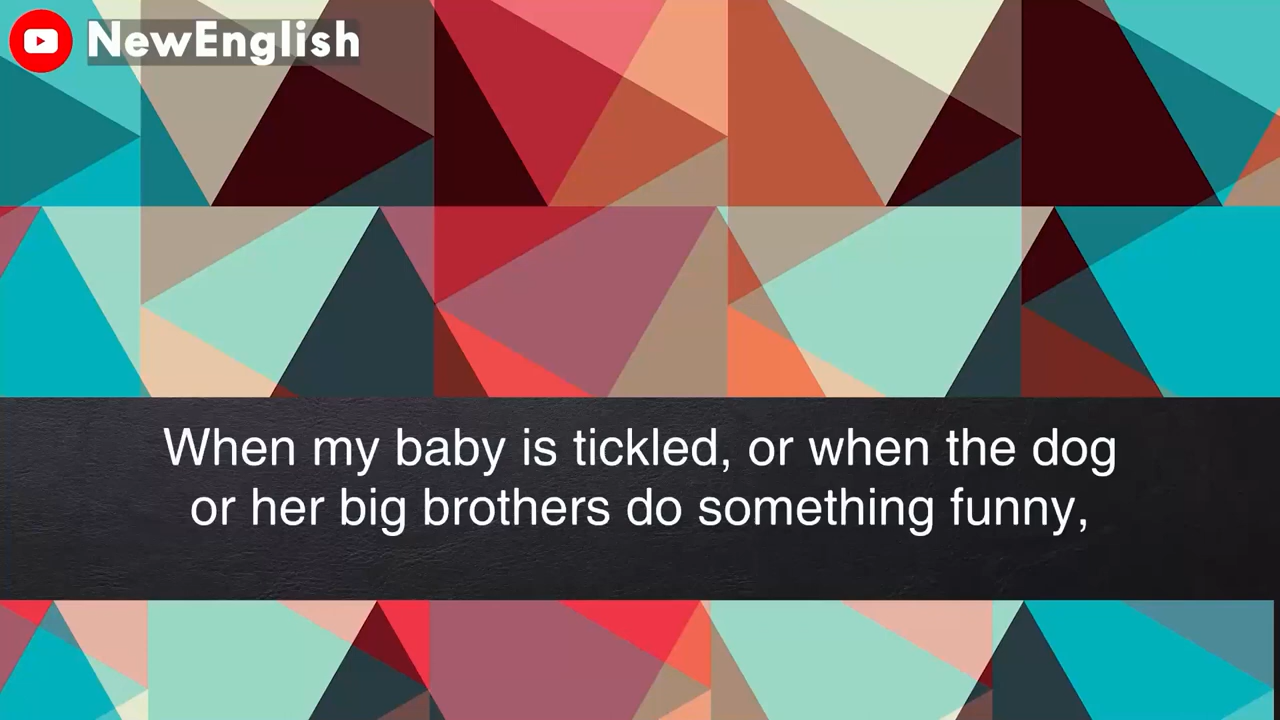 NewEnglish
When my baby is tickled, or when the dog
or her big brothers do something funny,